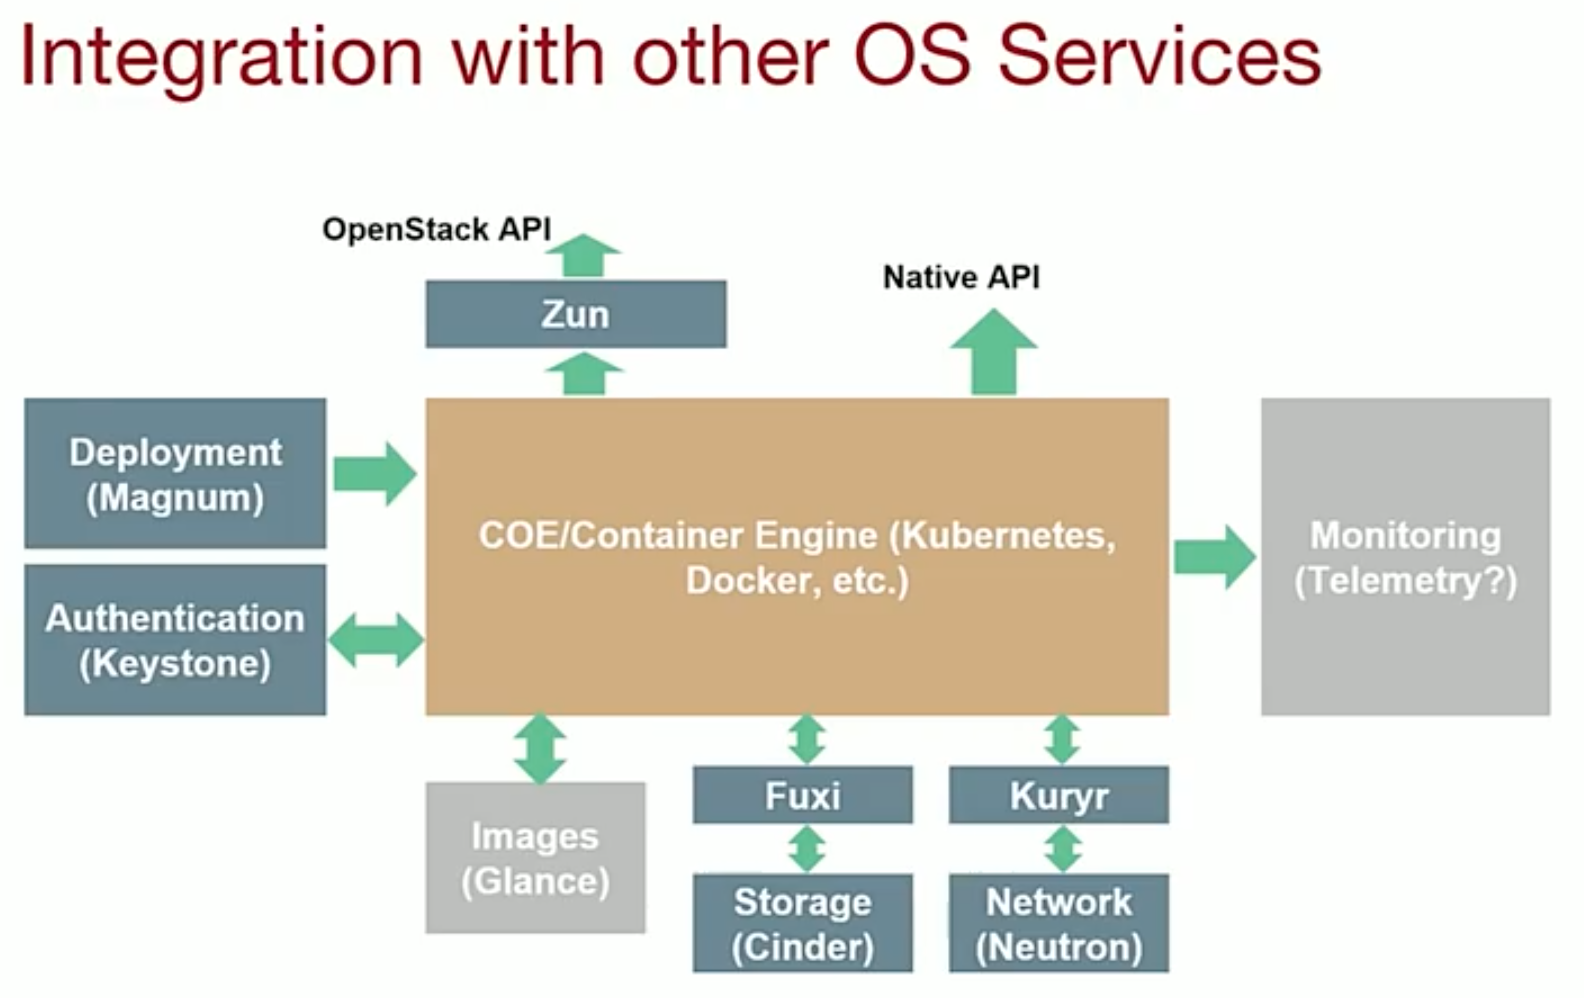 Integration with other OS Services
OpenStack API
Native API
Zun
Deployment
(Magnum)
COE/Container Engine (Kubernetes,
Docker, etc.)
Monitoring
(Telemetry?)
Authentication
(Keystone)
Images
(Glance)
Fuxi
Kuryr
Storage
(Cinder)
Network
(Neutron)